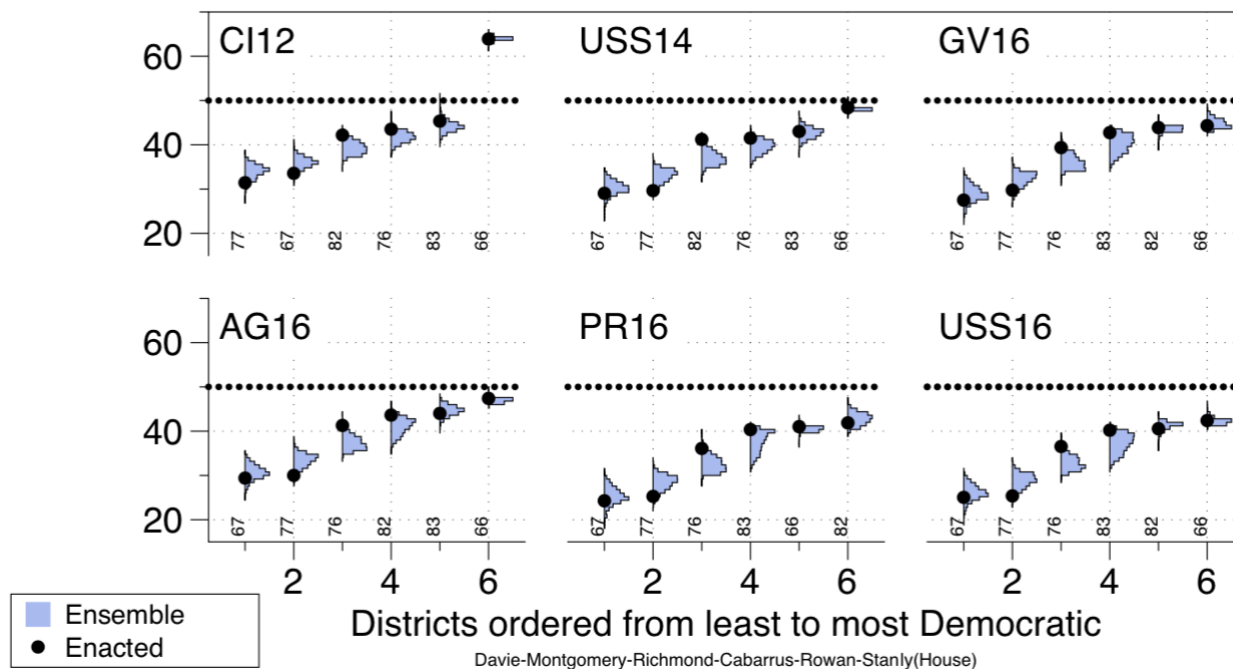 CI12 USS14 GV16
60
40
20
77 67 82 76 83 66 67 77 82 76 83 66 67 77 76 83 82 66
AG16 PR16 USS16
60
40
20
67 77 76 82 83 66 67 77 76 83 66 82 67 77 76 83 82 66
2 4 6 2 4 6 2 4 6
Ensemble
Enacted
Districts ordered from least to most Democratic
Davie-Montgomery-Richmond-Cabarrus-Rowan-Stanly(House)